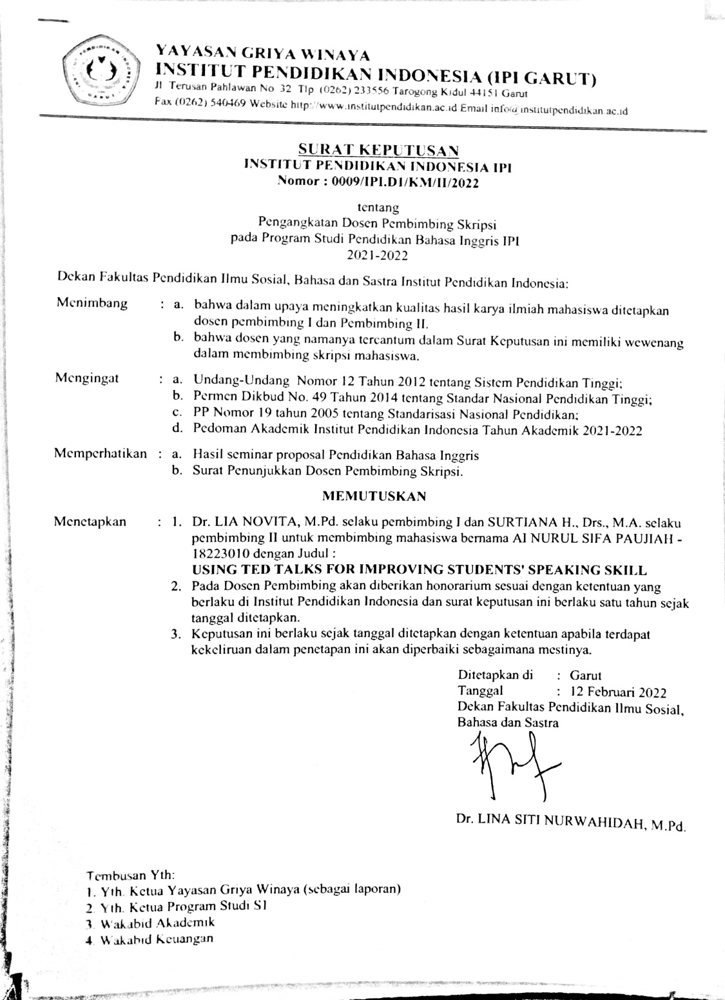 YAYASAN GRIYA WINAYA
INSTITUT PENDIDIKAN INDONESIA (IPI GARUT)
Jl Terusan Pahlawan No 32 Tlp (0262) 233556 Tarogong Kidul 44151 Garut
Fax (0262) 540469 Website http://www.institutpendidikan.ac.id Email info@institutpendidikan.ac.id
SURAT KEPUTUSAN
INSTITUT PENDIDIKAN INDONESIA IPI
Nomor : 0009/IPI.D1/KM/II/2022
tentang
Pengangkatan Dosen Pembimbing Skripsi
pada Program Studi Pendidikan Bahasa Inggris IPI
2021-2022
Dekan Fakultas Pendidikan Ilmu Sosial, Bahasa dan Sastra Institut Pendidikan Indonesia:
Menimbang : a. bahwa dalam upaya meningkatkan kualitas hasil karya ilmiah mahasiswa ditetapkan
dosen pembimbing I dan Pembimbing II.
b. bahwa dosen yang namanya tercantum dalam Surat Keputusan ini memiliki wewenang
dalam membimbing skripsi mahasiswa.
Mengingat : a. Undang-Undang Nomor 12 Tahun 2012 tentang Sistem Pendidikan Tinggi;
b. Permen Dikbud No. 49 Tahun 2014 tentang Standar Nasional Pendidikan Tinggi;
c. PP Nomor 19 tahun 2005 tentang Standarisasi Nasional Pendidikan;
d. Pedoman Akademik Institut Pendidikan Indonesia Tahun Akademik 2021-2022
Memperhatikan : a. Hasil seminar proposal Pendidikan Bahasa Inggris
b. Surat Penunjukkan Dosen Pembimbing Skripsi.
MEMUTUSKAN
Menetapkan : 1. Dr. LIA NOVITA, M.Pd. selaku pembimbing I dan SURTIANA H., Drs., M.A. selaku
pembimbing II untuk membimbing mahasiswa bernama AI NURUL SIFA PAUJIAH -
18223010 dengan Judul :
USING TED TALKS FOR IMPROVING STUDENTS' SPEAKING SKILL
2. Pada Dosen Pembimbing akan diberikan honorarium sesuai dengan ketentuan yang
berlaku di Institut Pendidikan Indonesia dan surat keputusan ini berlaku satu tahun sejak
tanggal ditetapkan.
3. Keputusan ini berlaku sejak tanggal ditetapkan dengan ketentuan apabila terdapat
kekeliruan dalam penetapan ini akan diperbaiki sebagaimana mestinya.
Ditetapkan di : Garut
Tanggal : 12 Februari 2022
Dekan Fakultas Pendidikan Ilmu Sosial,
Bahasa dan Sastra
Dr. LINA SITI NURWAHIDAH, M.Pd.
Tembusan Yth:
1. Yth. Ketua Yayasan Griya Winaya (sebagai laporan)
2. Yth. Ketua Program Studi S1
3. Wakabid Akademik
4. Wakabid Keuangan